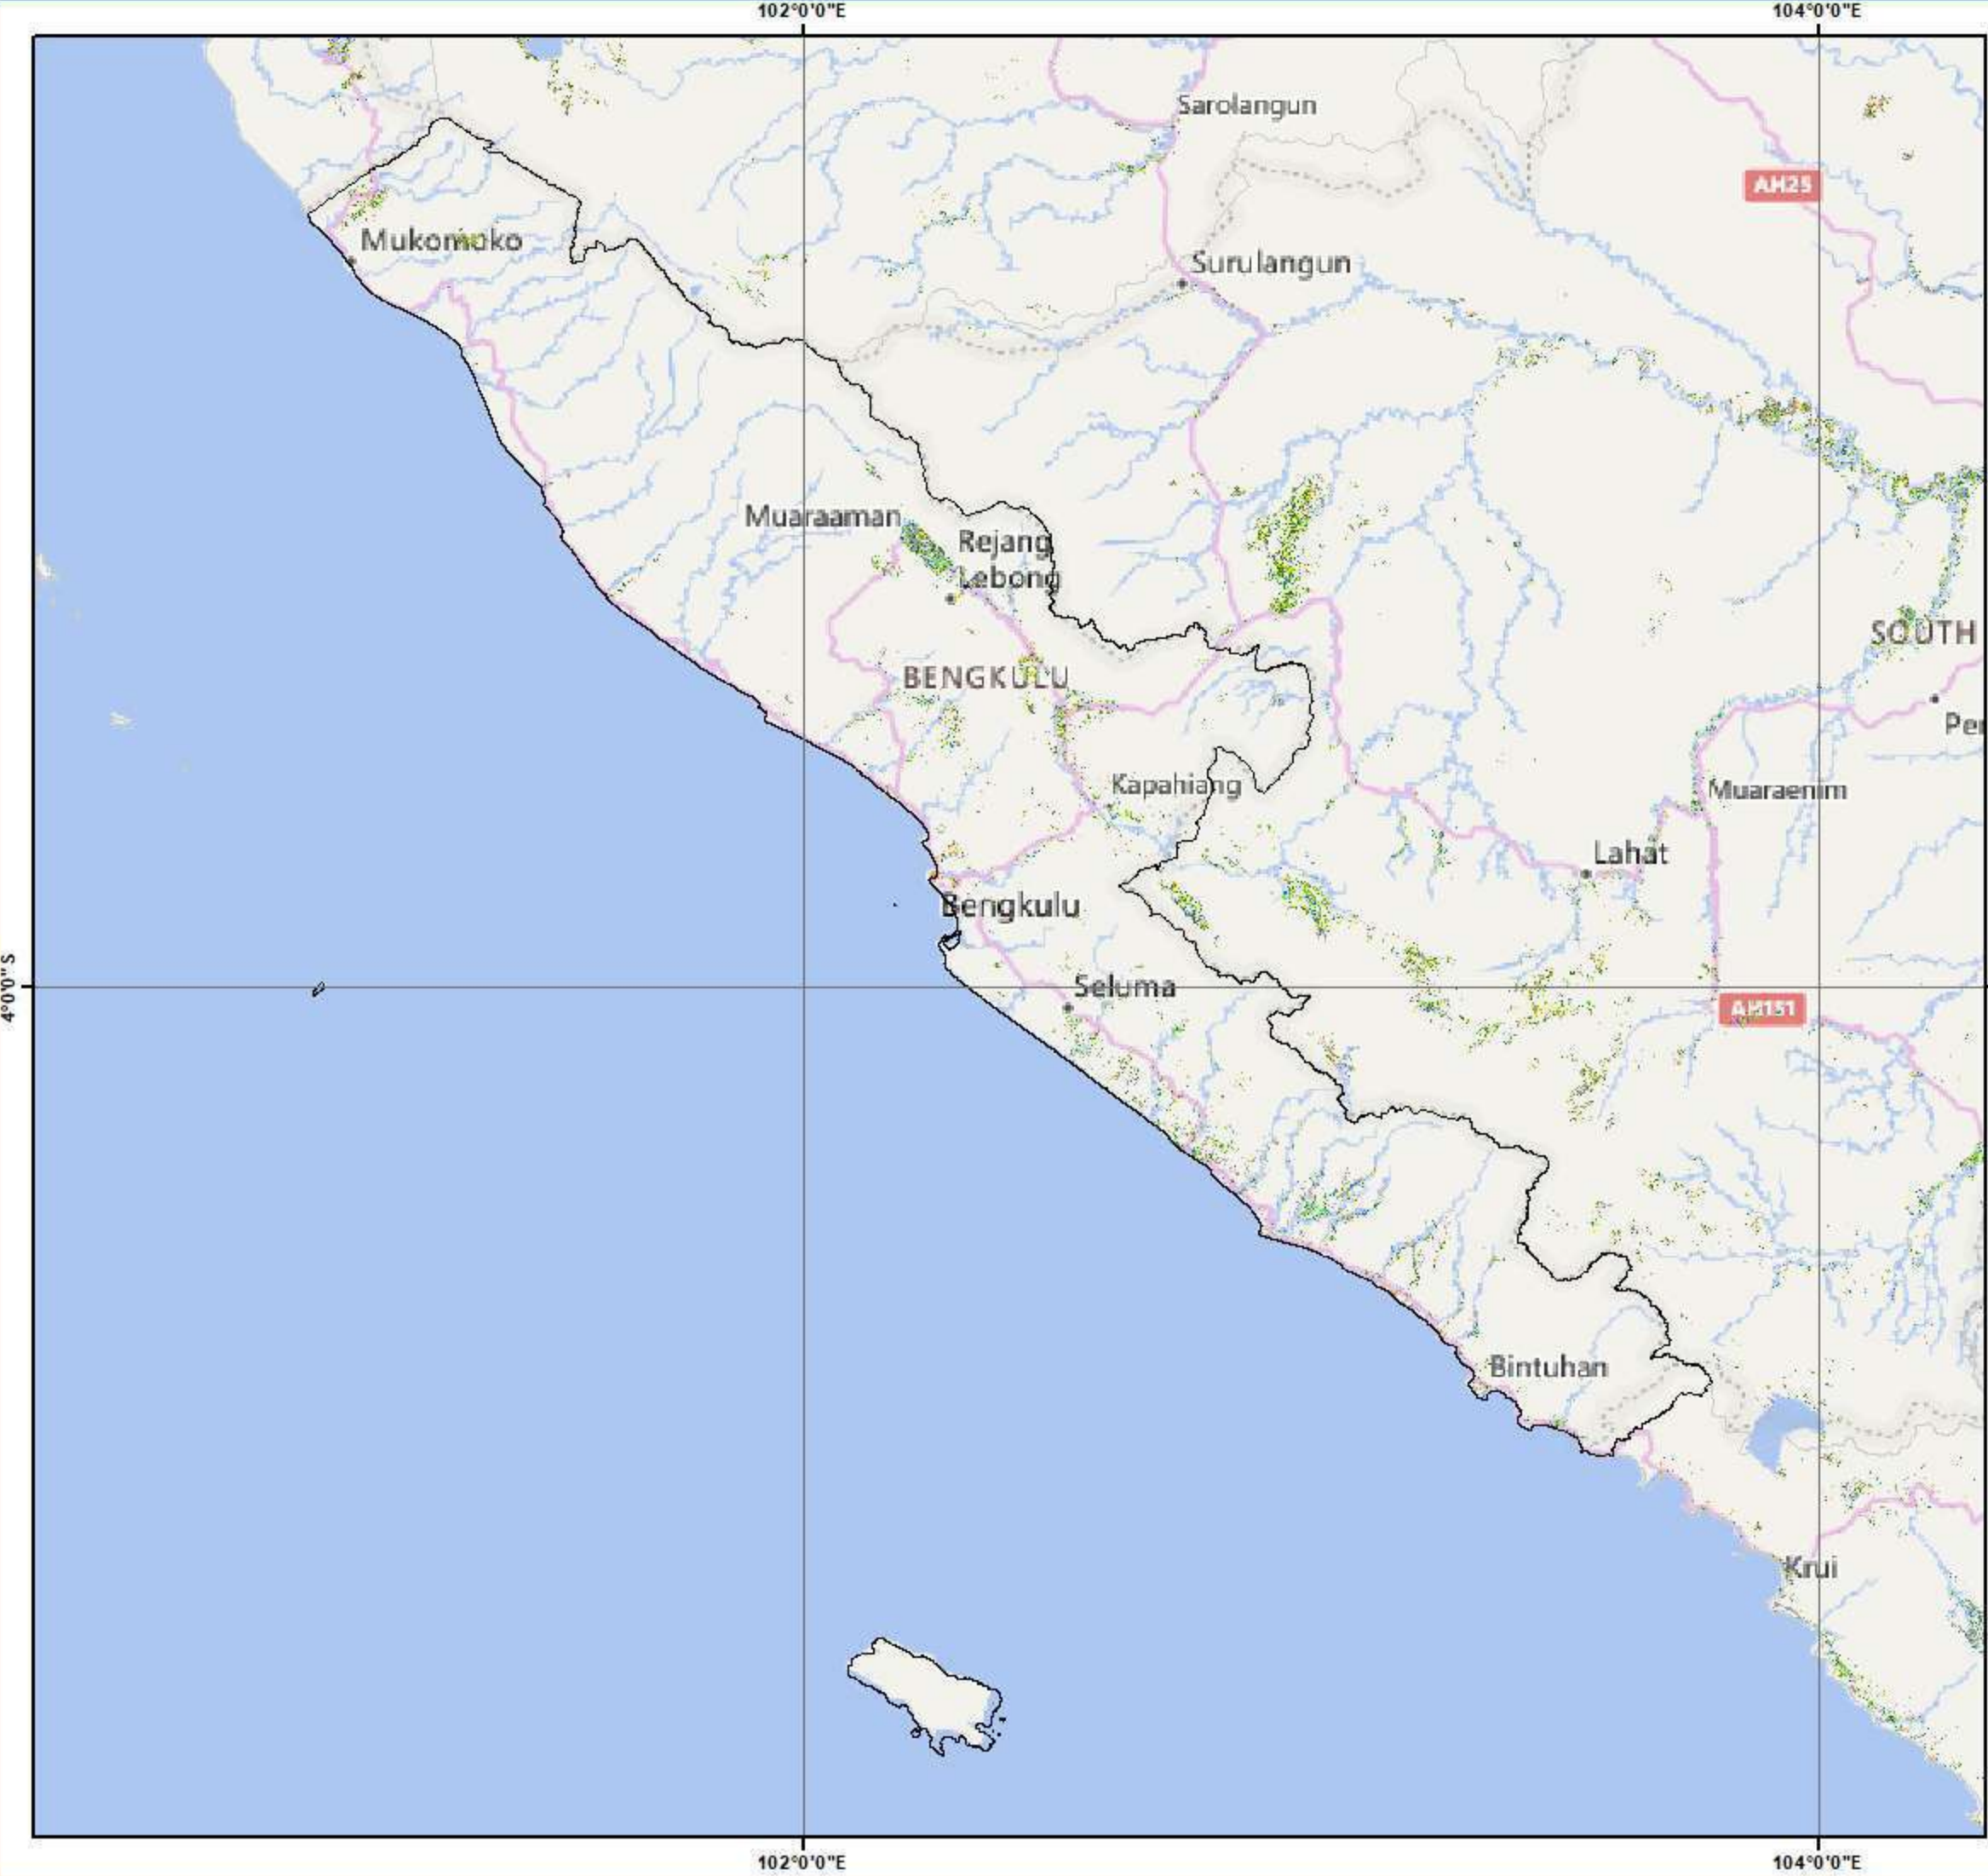 102°0'0"E
104°0'0"E
Sarolangun
AH25
Mukomuko
Surulangun
Muaraaman
Rejang
Lebong
SOUTH
BENGKULU
Pe
Kapahiang
Muaraenim
Lahat
Bengkulu
4°0'0"S
Seluma
AH151
Bintuhan
Krui
102°0'0"E
104°0'0"E